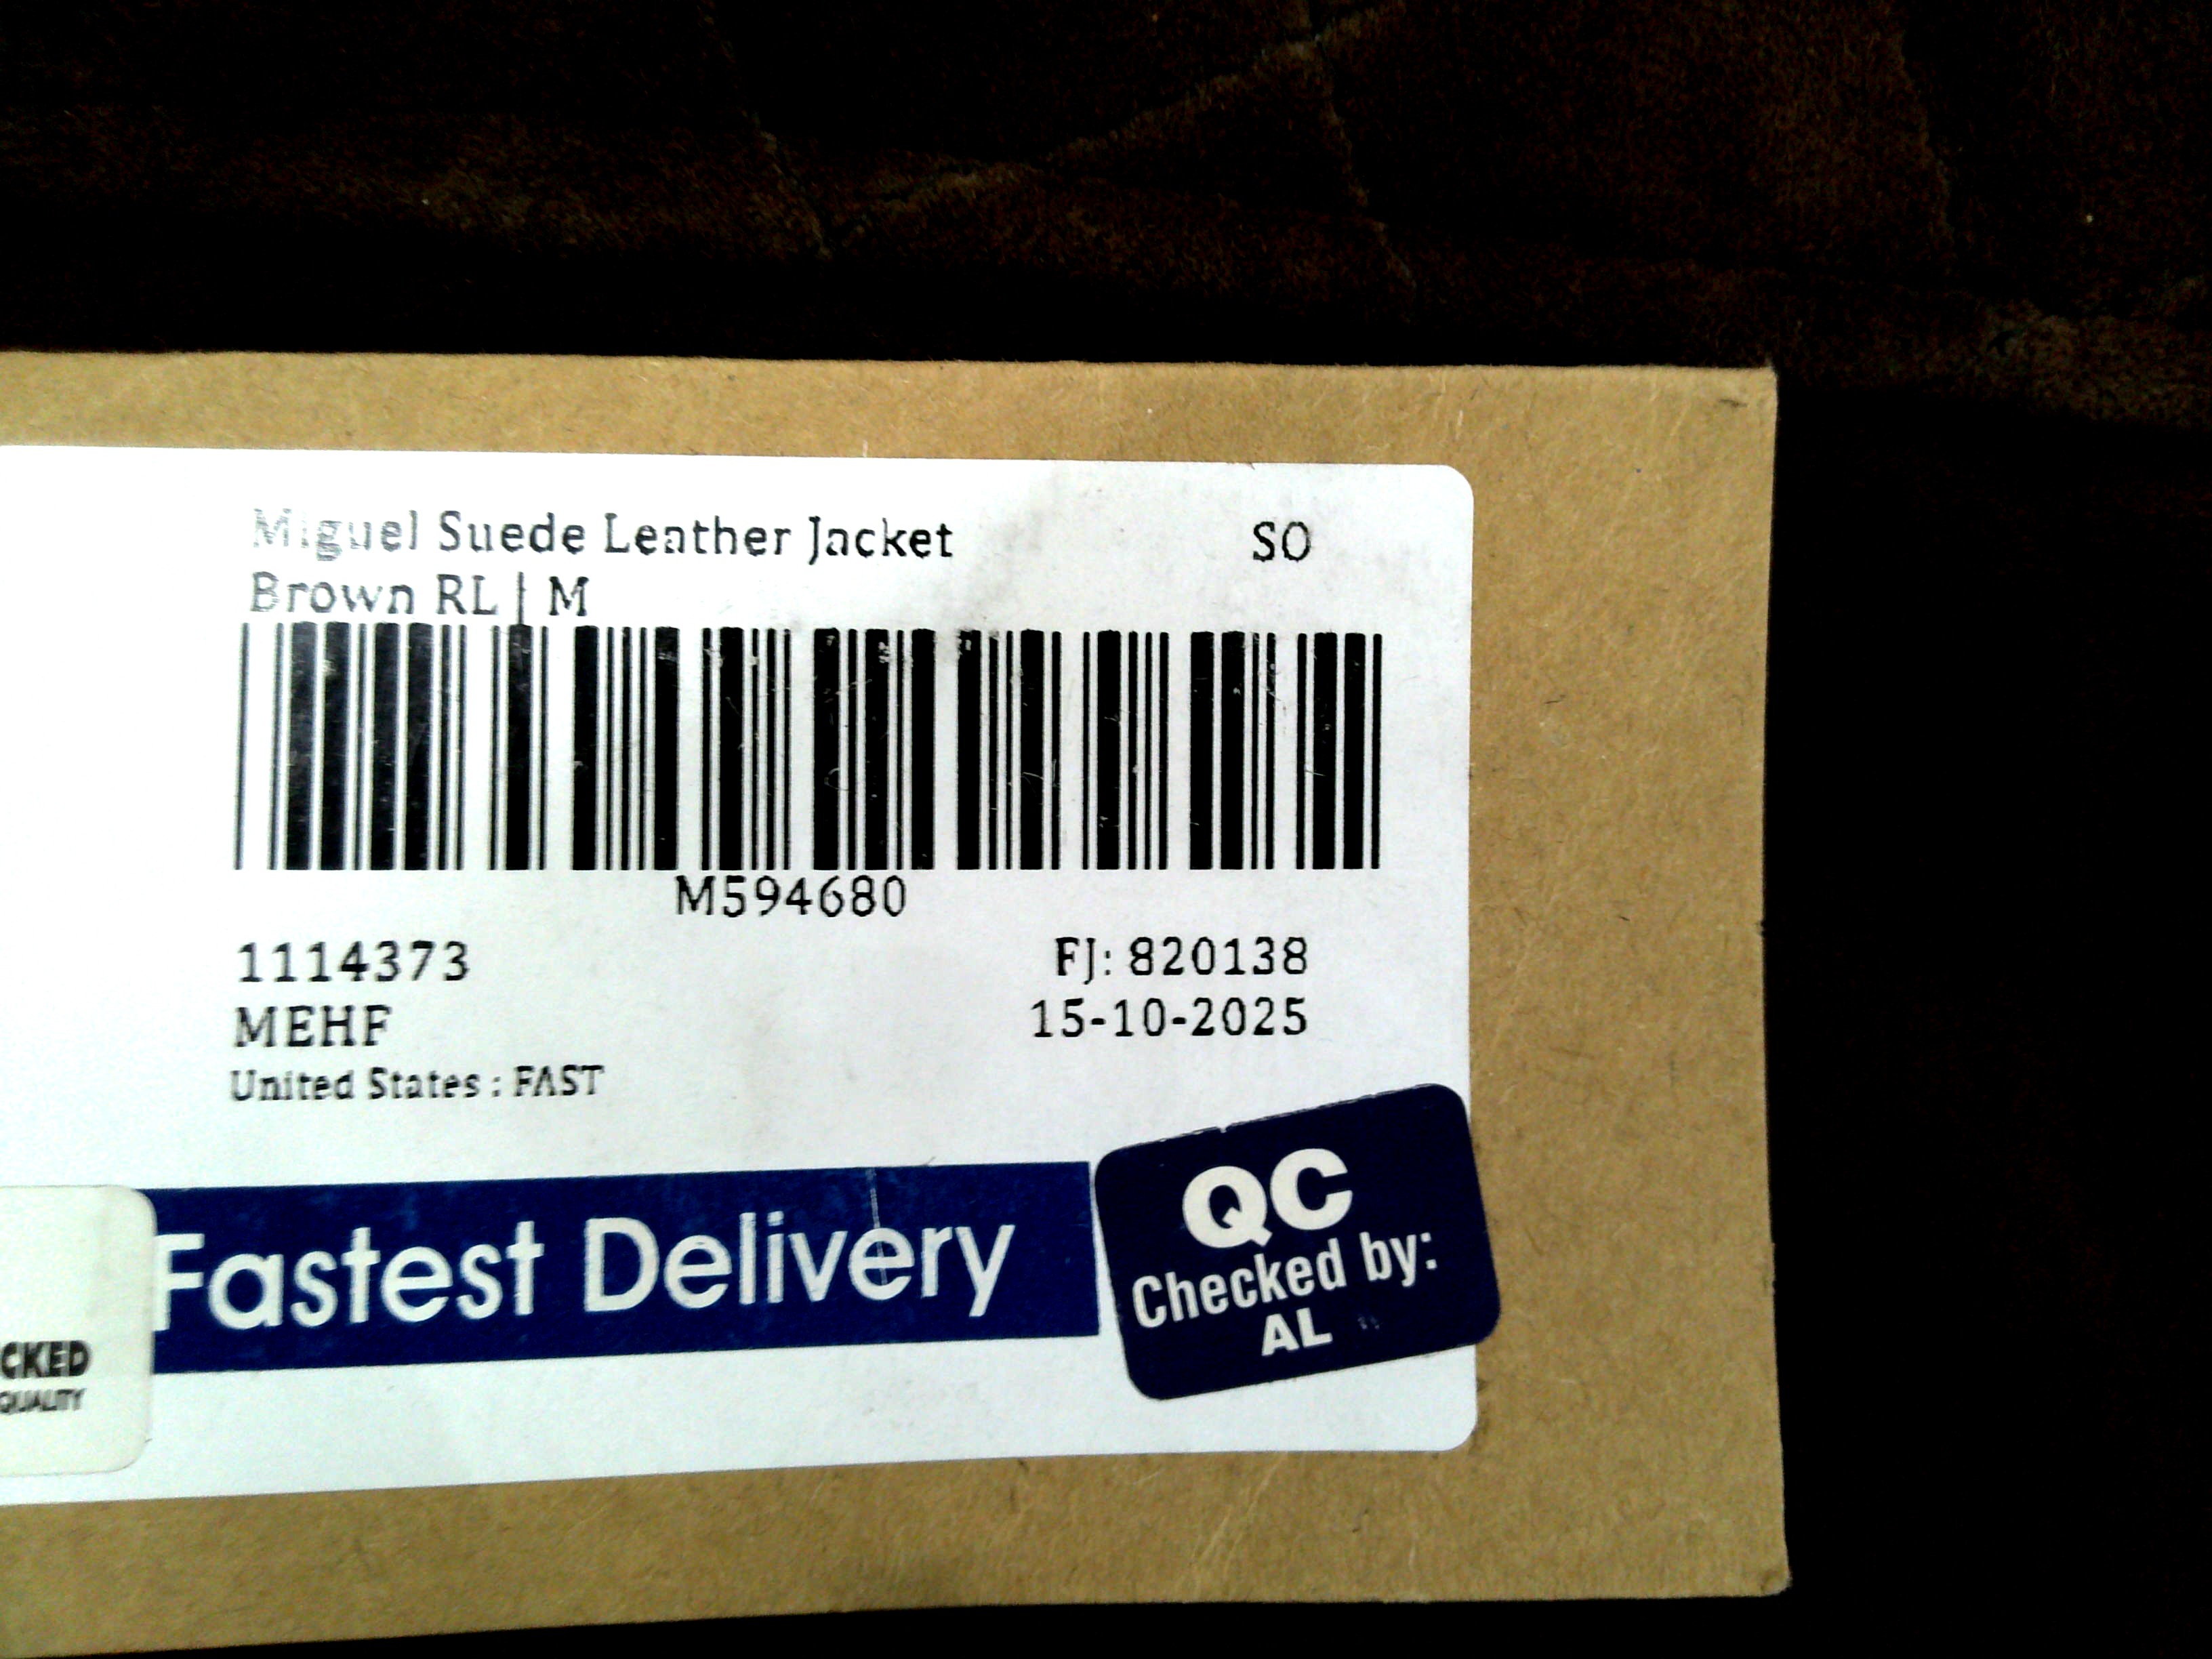 Miguel Suede Leather Jacket SO
Brown RL | M
M594680
1114373 FJ: 820138
MEHF 15-10-2025
United States : FAST
Fastest Delivery
QC
Checked by:
AL
CKED
QUALITY